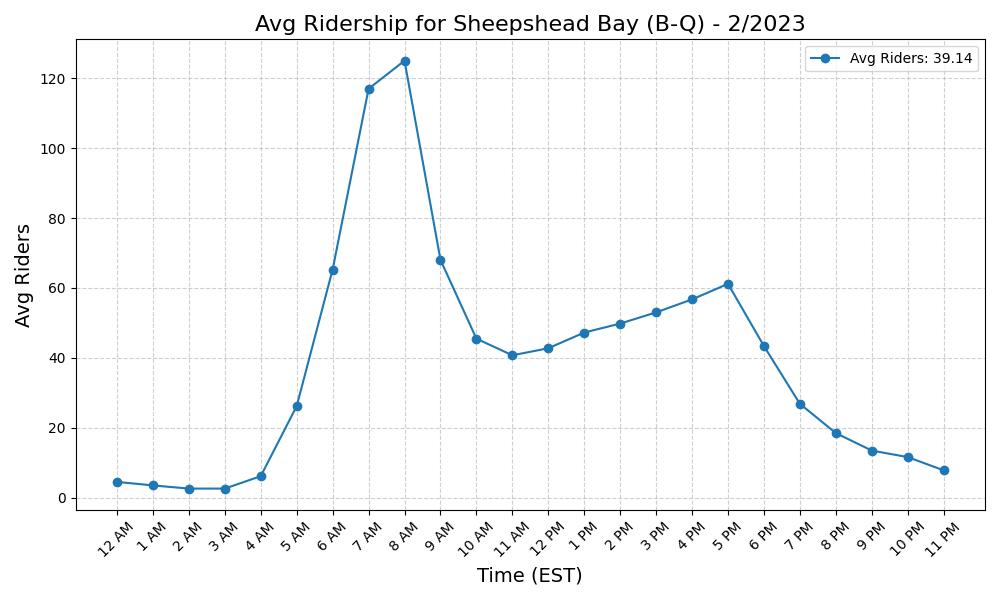 Avg Ridership for Sheepshead Bay (B-Q) - 2/2023
Avg Riders: 39.14
Avg Riders
120
100
80
60
40
20
0
12 AM
1 AM
2 AM
3 AM
4 AM
5 AM
6 AM
7 AM
8 AM
9 AM
10 AM
11 AM
12 PM
1 PM
2 PM
3 PM
4 PM
5 PM
6 PM
7 PM
8 PM
9 PM
10 PM
11 PM
Time (EST)